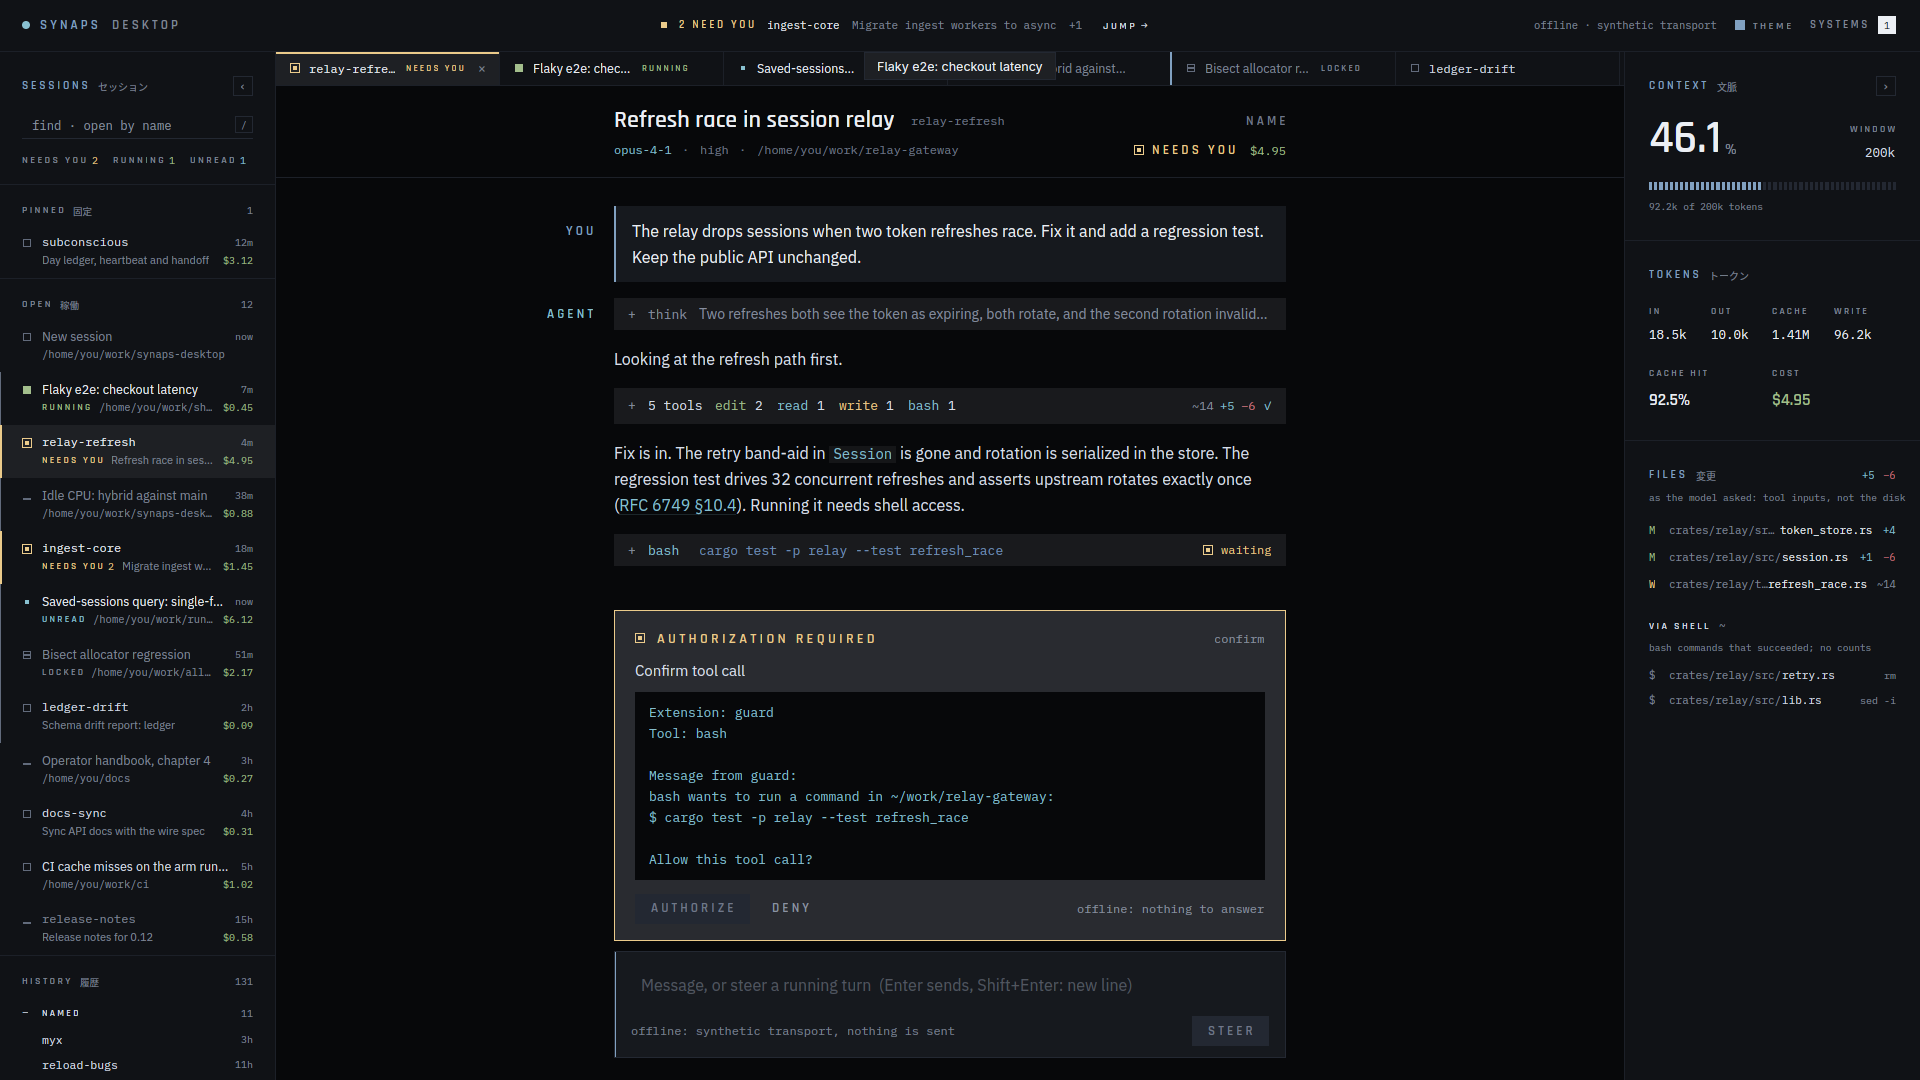 SYNAPS DESKTOP
2 NEED YOU ingest-core Migrate ingest workers to async +1 JUMP →
offline · synthetic transport THEME SYSTEMS 1
SESSIONS セッション ‹
find · open by name /
NEEDS YOU 2 RUNNING 1 UNREAD 1
PINNED 固定 1
subconscious 12m
Day ledger, heartbeat and handoff $3.12
OPEN 稼働 12
New session now
/home/you/work/synaps-desktop
Flaky e2e: checkout latency 7m
RUNNING /home/you/work/sh… $0.45
relay-refresh 4m
NEEDS YOU Refresh race in ses… $4.95
Idle CPU: hybrid against main 38m
/home/you/work/synaps-desk… $0.88
ingest-core 18m
NEEDS YOU 2 Migrate ingest w… $1.45
Saved-sessions query: single-f… now
UNREAD /home/you/work/run… $6.12
Bisect allocator regression 51m
LOCKED /home/you/work/all… $2.17
ledger-drift 2h
Schema drift report: ledger $0.09
Operator handbook, chapter 4 3h
/home/you/docs $0.27
docs-sync 4h
Sync API docs with the wire spec $0.31
CI cache misses on the arm run… 5h
/home/you/work/ci $1.02
release-notes 15h
Release notes for 0.12 $0.58
HISTORY 履歴 131
− NAMED 11
myx 3h
reload-bugs 11h
relay-refre… NEEDS YOU ×
Flaky e2e: chec… RUNNING
Saved-sessions…
Flaky e2e: checkout latency
rid against…
Bisect allocator r… LOCKED
ledger-drift
Refresh race in session relay relay-refresh NAME
opus-4-1 · high · /home/you/work/relay-gateway NEEDS YOU $4.95
YOU
The relay drops sessions when two token refreshes race. Fix it and add a regression test.
Keep the public API unchanged.
AGENT
+ think Two refreshes both see the token as expiring, both rotate, and the second rotation invalid…
Looking at the refresh path first.
+ 5 tools edit 2 read 1 write 1 bash 1 ~14 +5 −6 √
Fix is in. The retry band-aid in Session is gone and rotation is serialized in the store. The
regression test drives 32 concurrent refreshes and asserts upstream rotates exactly once
(RFC 6749 §10.4). Running it needs shell access.
+ bash cargo test -p relay --test refresh_race waiting
AUTHORIZATION REQUIRED confirm
Confirm tool call
Extension: guard
Tool: bash
Message from guard:
bash wants to run a command in ~/work/relay-gateway:
$ cargo test -p relay --test refresh_race
Allow this tool call?
AUTHORIZE DENY offline: nothing to answer
Message, or steer a running turn (Enter sends, Shift+Enter: new line)
offline: synthetic transport, nothing is sent STEER
CONTEXT 文脈 ›
46.1 % WINDOW
200k
92.2k of 200k tokens
TOKENS トークン
IN OUT CACHE WRITE
18.5k 10.0k 1.41M 96.2k
CACHE HIT COST
92.5% $4.95
FILES 変更 +5 −6
as the model asked: tool inputs, not the disk
M crates/relay/sr… token_store.rs +4
M crates/relay/src/session.rs +1 −6
W crates/relay/t…refresh_race.rs ~14
VIA SHELL ~
bash commands that succeeded; no counts
$ crates/relay/src/retry.rs rm
$ crates/relay/src/lib.rs sed -i